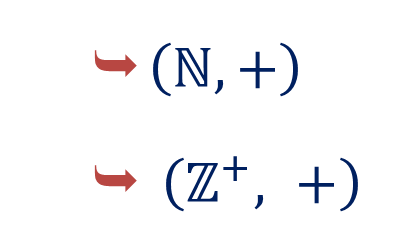 (ℕ, +)
(ℤ⁺, +)